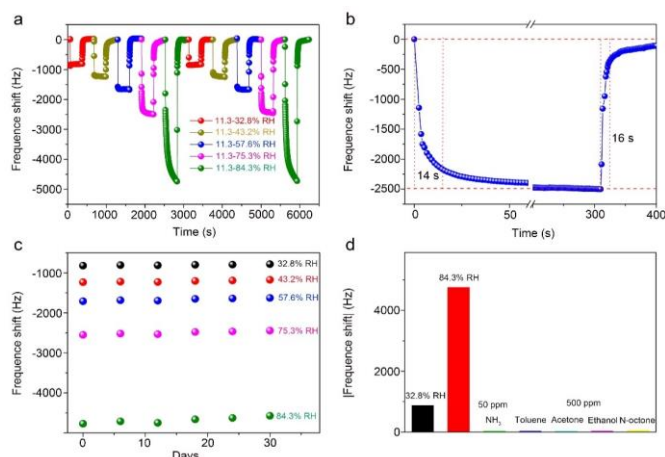 a
0
-1000
-2000
-3000
-4000
-5000
Frequence shift (Hz)
11.3-32.8% RH
11.3-43.2% RH
11.3-57.6% RH
11.3-75.3% RH
11.3-84.3% RH
0 1000 2000 3000 4000 5000 6000
Time (s)
b
0
-500
-1000
-1500
-2000
-2500
Frequence shift (Hz)
14 s
16 s
0 50 300 400
Time (s)
c
-1000
-2000
-3000
-4000
Frequence shift (Hz)
32.8% RH
43.2% RH
57.6% RH
75.3% RH
84.3% RH
0 10 20 30
Days
d
4000
2000
0
|Frequence shift| (Hz)
84.3% RH
32.8% RH
50 ppm
500 ppm
NH3 Toluene Acetone Ethanol N-octone